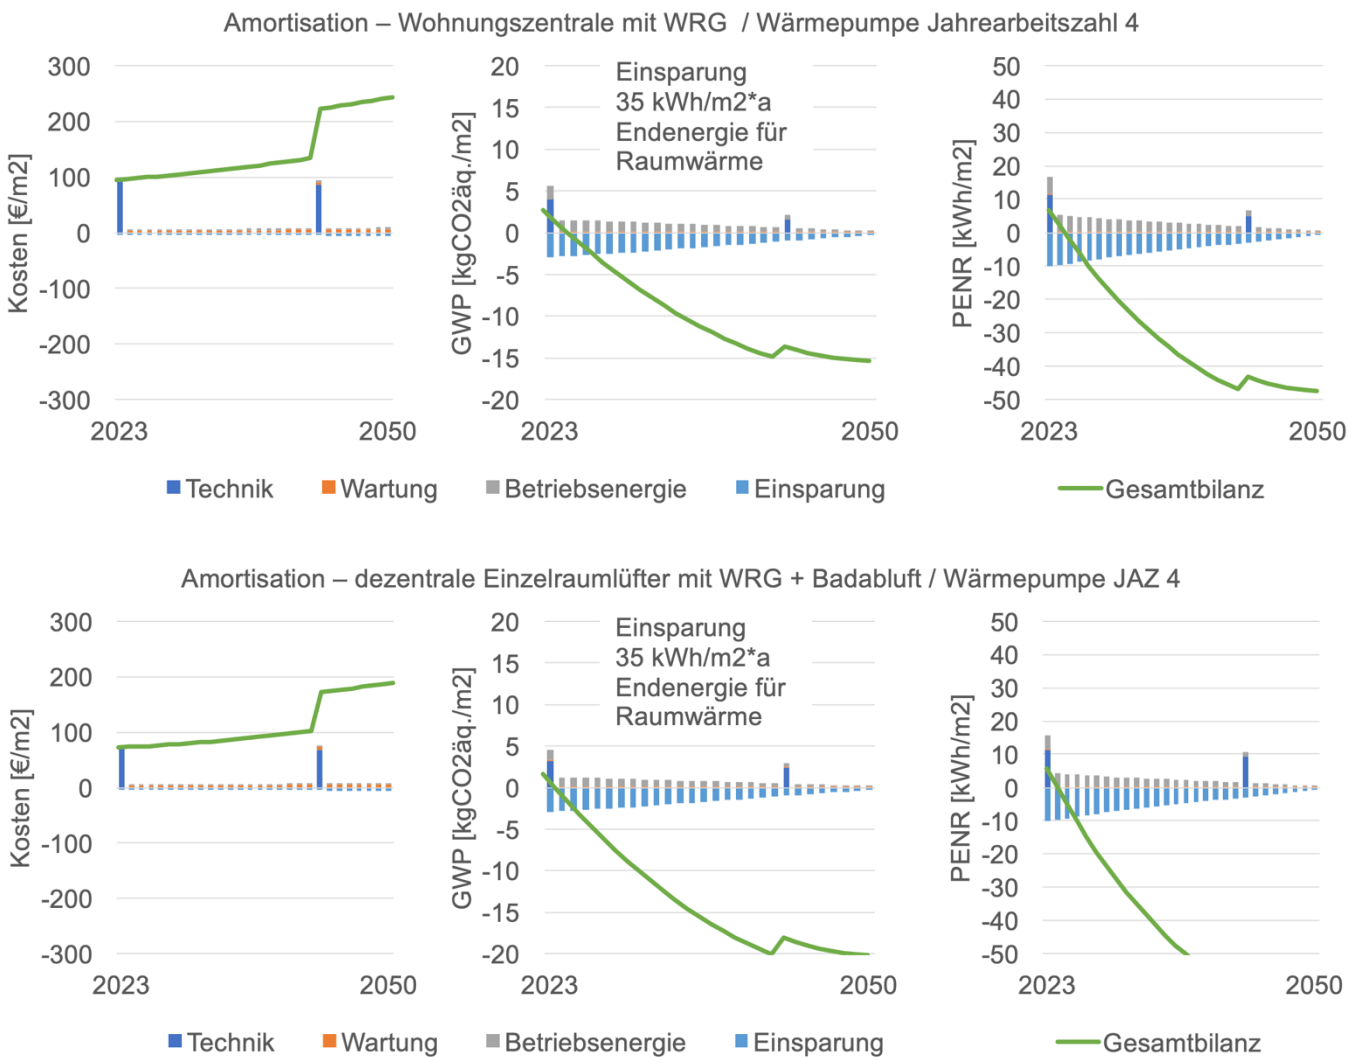 Amortisation – Wohnungszentrale mit WRG / Wärmepumpe Jahrearbeitszahl 4
Kosten [€/m2]
300
200
100
0
-100
-200
-300
2023
2050
GWP [kgCO2äq./m2]
20
15
10
5
0
-5
-10
-15
-20
2023
2050
Einsparung
35 kWh/m2*a
Endenergie für
Raumwärme
PENR [kWh/m2]
50
40
30
20
10
0
-10
-20
-30
-40
-50
2023
2050
Technik
Wartung
Betriebsenergie
Einsparung
Gesamtbilanz
Amortisation – dezentrale Einzelraumlüfter mit WRG + Badabluft / Wärmepumpe JAZ 4
Kosten [€/m2]
300
200
100
0
-100
-200
-300
2023
2050
GWP [kgCO2äq./m2]
20
15
10
5
0
-5
-10
-15
-20
2023
2050
Einsparung
35 kWh/m2*a
Endenergie für
Raumwärme
PENR [kWh/m2]
50
40
30
20
10
0
-10
-20
-30
-40
-50
2023
2050
Technik
Wartung
Betriebsenergie
Einsparung
Gesamtbilanz